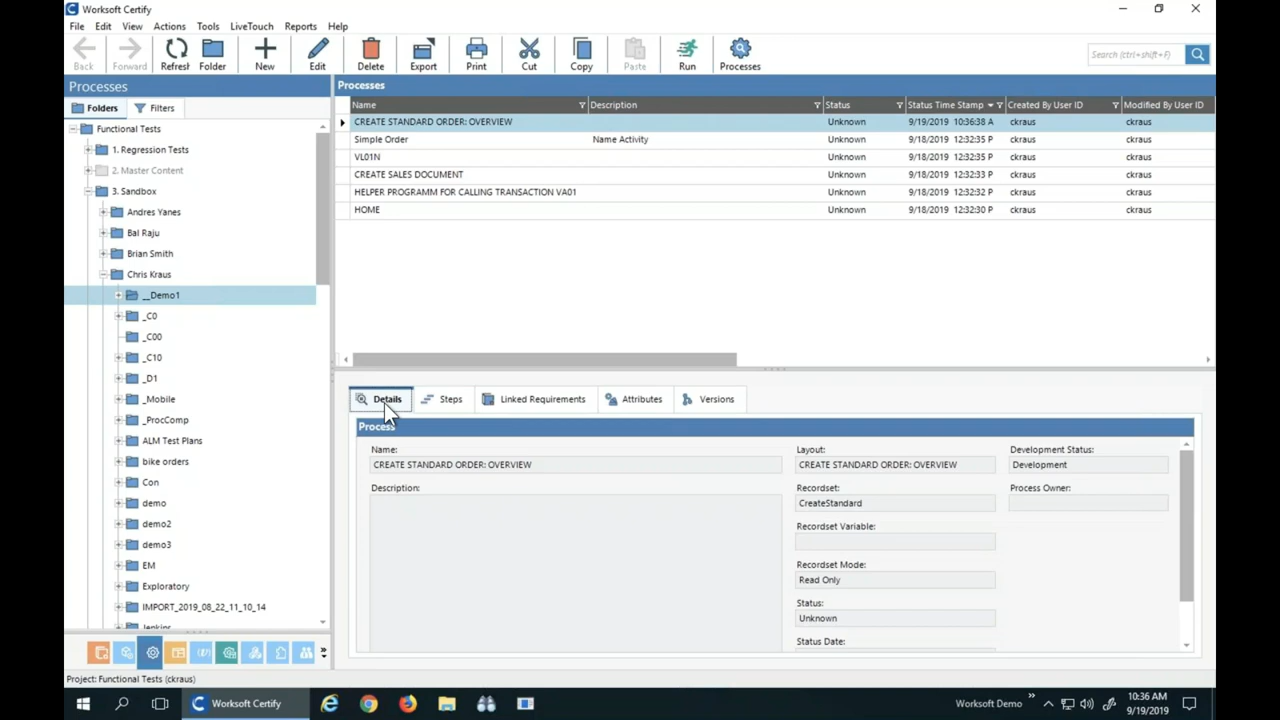 Worksoft Certify
File Edit View Actions Tools LiveTouch Reports Help
Back Forward Refresh Folder New Edit Delete Export Print Cut Copy Paste Run Processes
Search (ctrl+shift+F)
Processes
Folders Filters
Functional Tests
1. Regression Tests
2. Master Content
3. Sandbox
Andres Yanes
Bal Raju
Brian Smith
Chris Kraus
__Demo1
_C0
_C00
_C10
_D1
_Mobile
_ProcComp
ALM Test Plans
bike orders
Con
demo
demo2
demo3
EM
Exploratory
IMPORT_2019_08_22_11_10_14
Jenkins
Processes
Name Description Status Status Time Stamp Created By User ID Modified By User ID
CREATE STANDARD ORDER: OVERVIEW Unknown 9/19/2019 10:36:38 A ckraus ckraus
Simple Order Name Activity Unknown 9/18/2019 12:32:35 P ckraus ckraus
VL01N Unknown 9/18/2019 12:32:35 P ckraus ckraus
CREATE SALES DOCUMENT Unknown 9/18/2019 12:32:33 P ckraus ckraus
HELPER PROGRAMM FOR CALLING TRANSACTION VA01 Unknown 9/18/2019 12:32:32 P ckraus ckraus
HOME Unknown 9/18/2019 12:32:30 P ckraus ckraus
Details Steps Linked Requirements Attributes Versions
Process
Name: Layout: Development Status:
CREATE STANDARD ORDER: OVERVIEW CREATE STANDARD ORDER: OVERVIEW Development
Description: Recordset: Process Owner:
CreateStandard
Recordset Variable:
Recordset Mode:
Read Only
Status:
Unknown
Status Date:
Project: Functional Tests (ckraus)
Worksoft Certify
Worksoft Demo
10:36 AM
9/19/2019